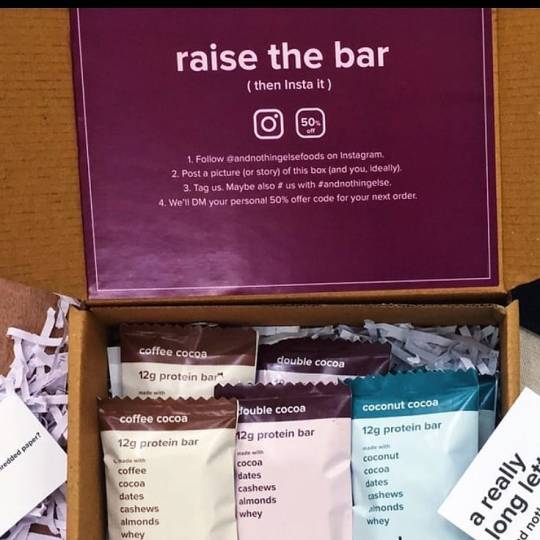 raise the bar
( then Insta it )
50% off
1. Follow @andnothingelsefoods on Instagram.
2. Post a picture (or story) of this box (and you, ideally).
3. Tag us. Maybe also # us with #andnothingelse.
4. We'll DM your personal 50% offer code for your next order.
coffee cocoa
12g protein bar
made with
double cocoa
coffee cocoa
12g protein bar
made with
coffee
cocoa
dates
cashews
almonds
whey
double cocoa
12g protein bar
made with
cocoa
dates
cashews
almonds
whey
coconut cocoa
12g protein bar
made with
coconut
cocoa
dates
cashews
almonds
whey
paper?
a really
long